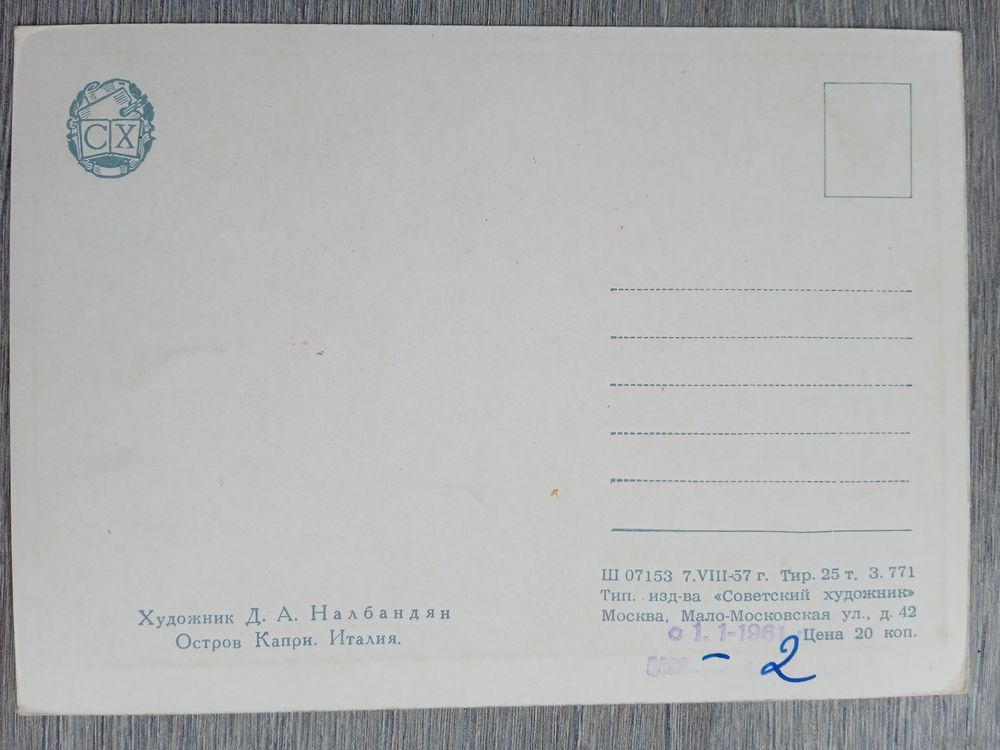 СХ
Художник Д. А. Налбандян
Остров Капри. Италия.
Ш 07153 7.VIII-57 г. Тир. 25 т. З. 771
Тип. изд-ва «Советский художник»
Москва, Мало-Московская ул., д. 42
Цена 20 коп.
с 1. 1-1961
- 2